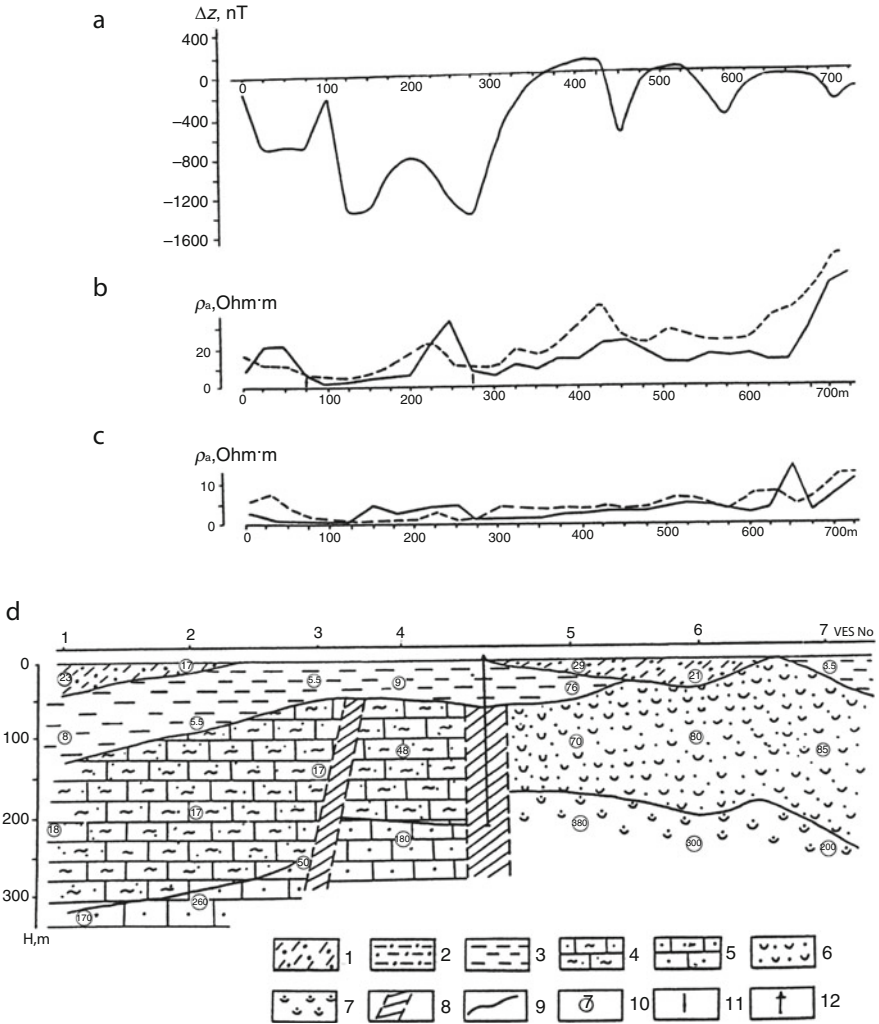 a
Δz, nT
400
0
−400
−800
−1200
−1600
0 100 200 300 400 500 600 700
b
ρa,Ohm·m
20
0
0 100 200 300 400 500 600 700m
c
ρa,Ohm·m
10
0
0 100 200 300 400 500 600 700m
d
1 2 3 4 5 6 7 VES No
0
100
200
300
H,m
23 17 5.5 9 29 76 21 8.5
8 5.5 17 48 70 80 85
18 17 50 180 380 300 200
170 260
1 2 3 4 5 6
7 8 9 7 10 11 12